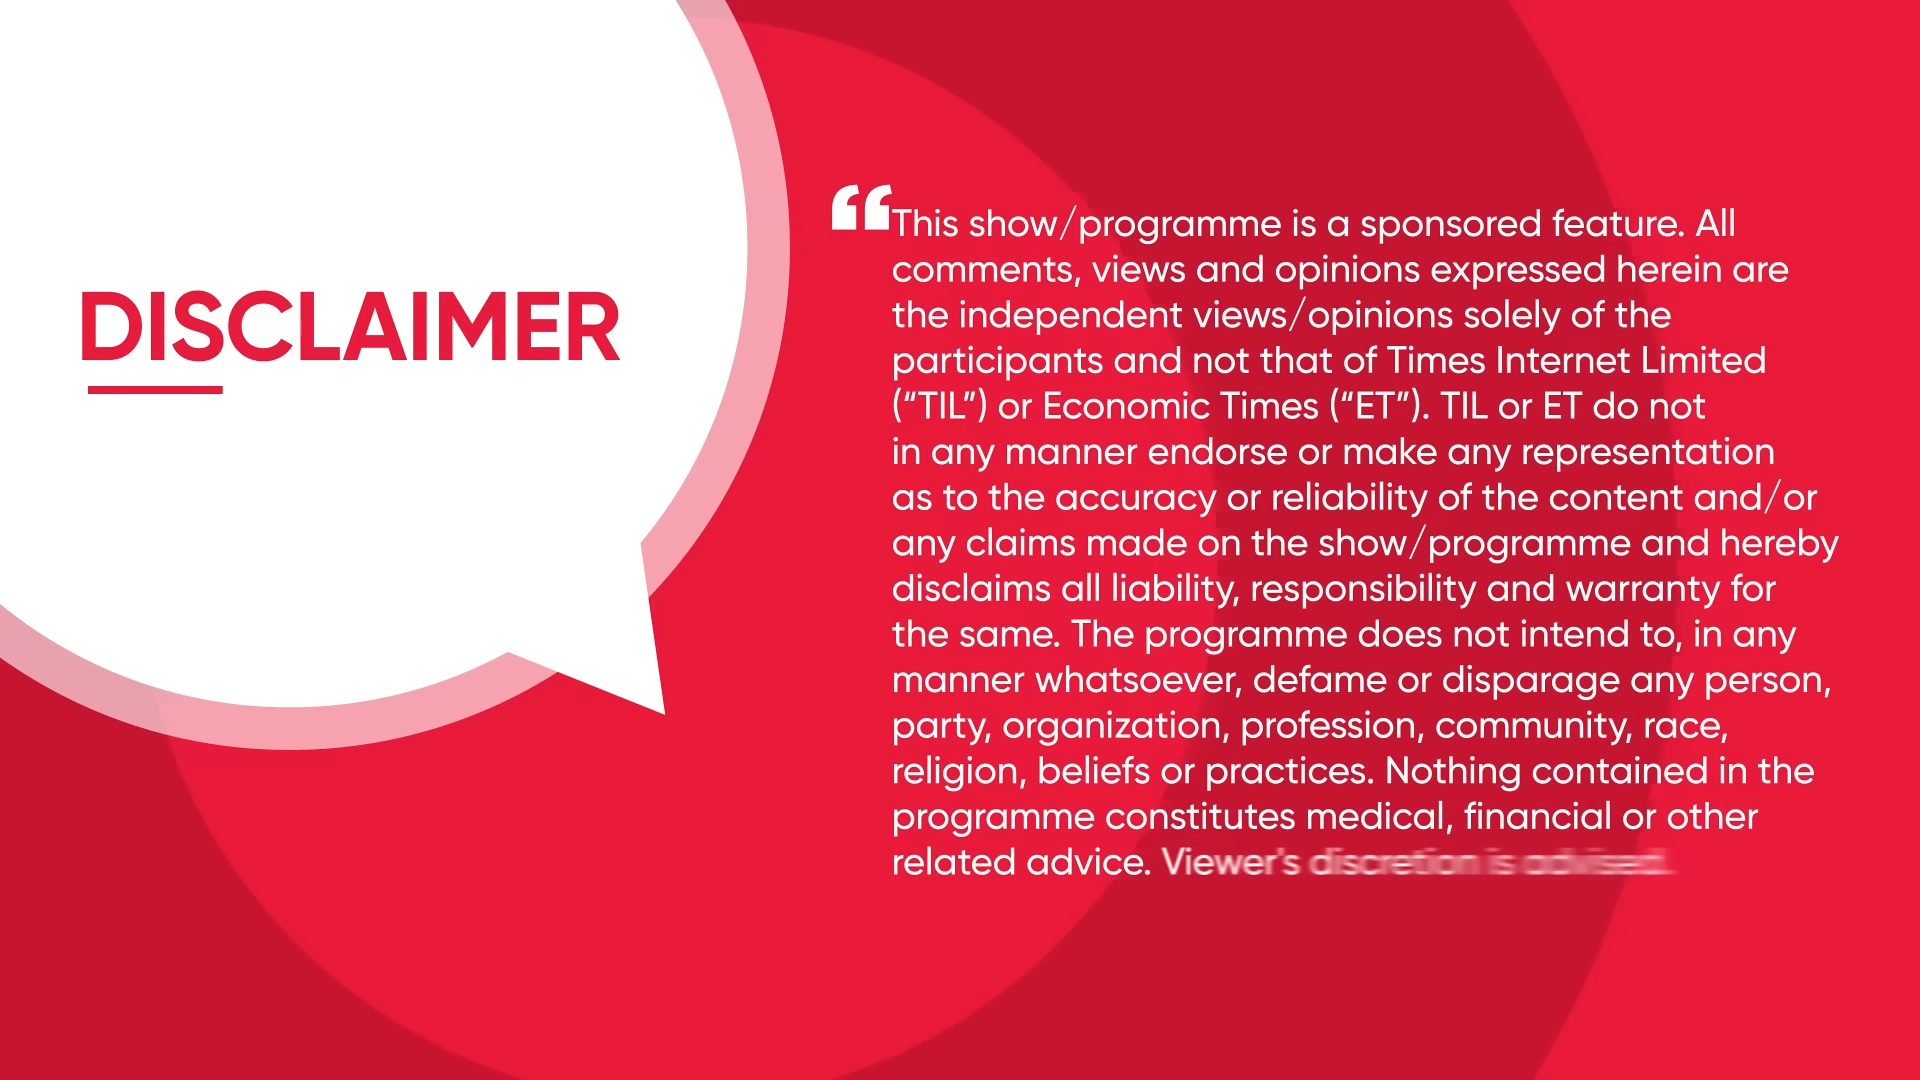 DISCLAIMER
“This show/programme is a sponsored feature. All
comments, views and opinions expressed herein are
the independent views/opinions solely of the
participants and not that of Times Internet Limited
(“TIL”) or Economic Times (“ET”). TIL or ET do not
in any manner endorse or make any representation
as to the accuracy or reliability of the content and/or
any claims made on the show/programme and hereby
disclaims all liability, responsibility and warranty for
the same. The programme does not intend to, in any
manner whatsoever, defame or disparage any person,
party, organization, profession, community, race,
religion, beliefs or practices. Nothing contained in the
programme constitutes medical, financial or other
related advice. Viewer's discretion is advised.